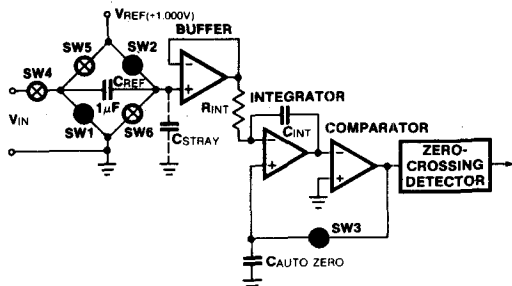 VREF(+1.000V)
BUFFER
SW5
SW2
SW4
CREF
1µF
RINT
INTEGRATOR
VIN
SW1
SW6
CSTRAY
CINT
COMPARATOR
ZERO-
CROSSING
DETECTOR
SW3
CAUTO ZERO